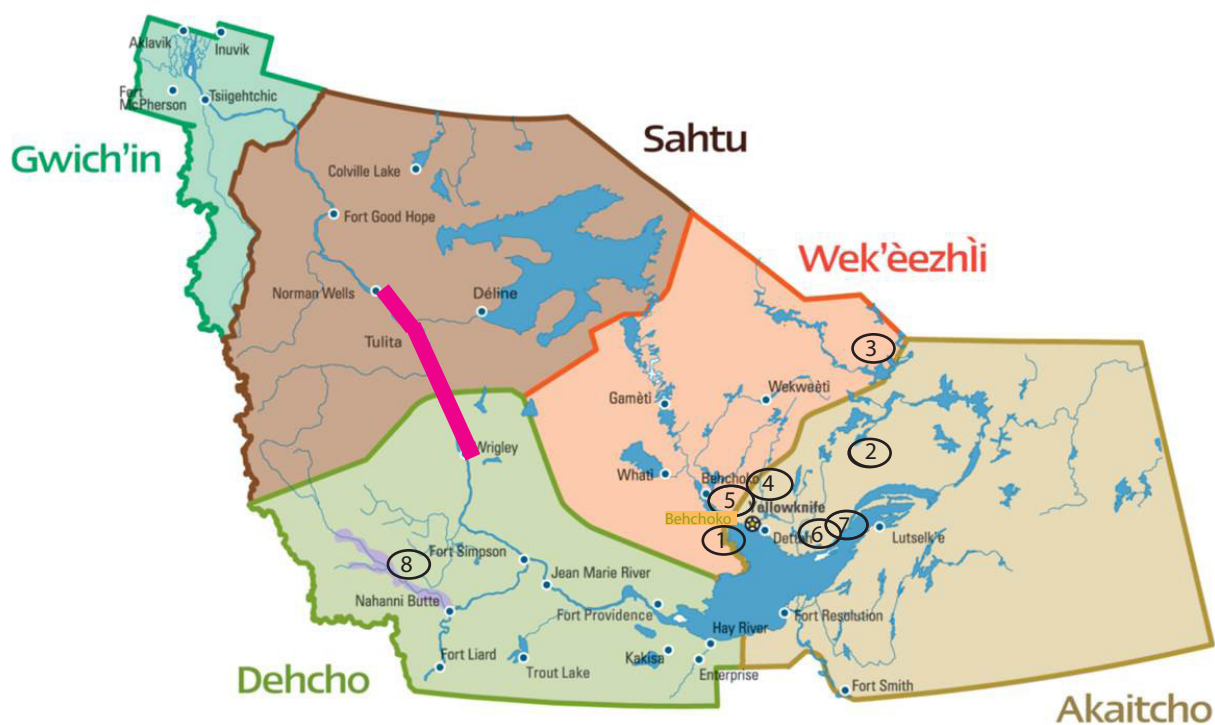 Aklavik
Inuvik
Fort
McPherson
Tsiigehtchic
Gwich'in
Sahtu
Colville Lake
Fort Good Hope
Wek'èezhÌi
Norman Wells
Déline
Tulita
3
Gamètì
Wekweètì
Wrigley
2
Whatì
Behchoko
4
5
Yellowknife
Behchoko
1
Dettah
6
7
Lutselk'e
Fort Simpson
8
Jean Marie River
Nahanni Butte
Fort Providence
Fort Resolution
Hay River
Fort Liard
Trout Lake
Kakisa
Enterprise
Dehcho
Fort Smith
Akaitcho